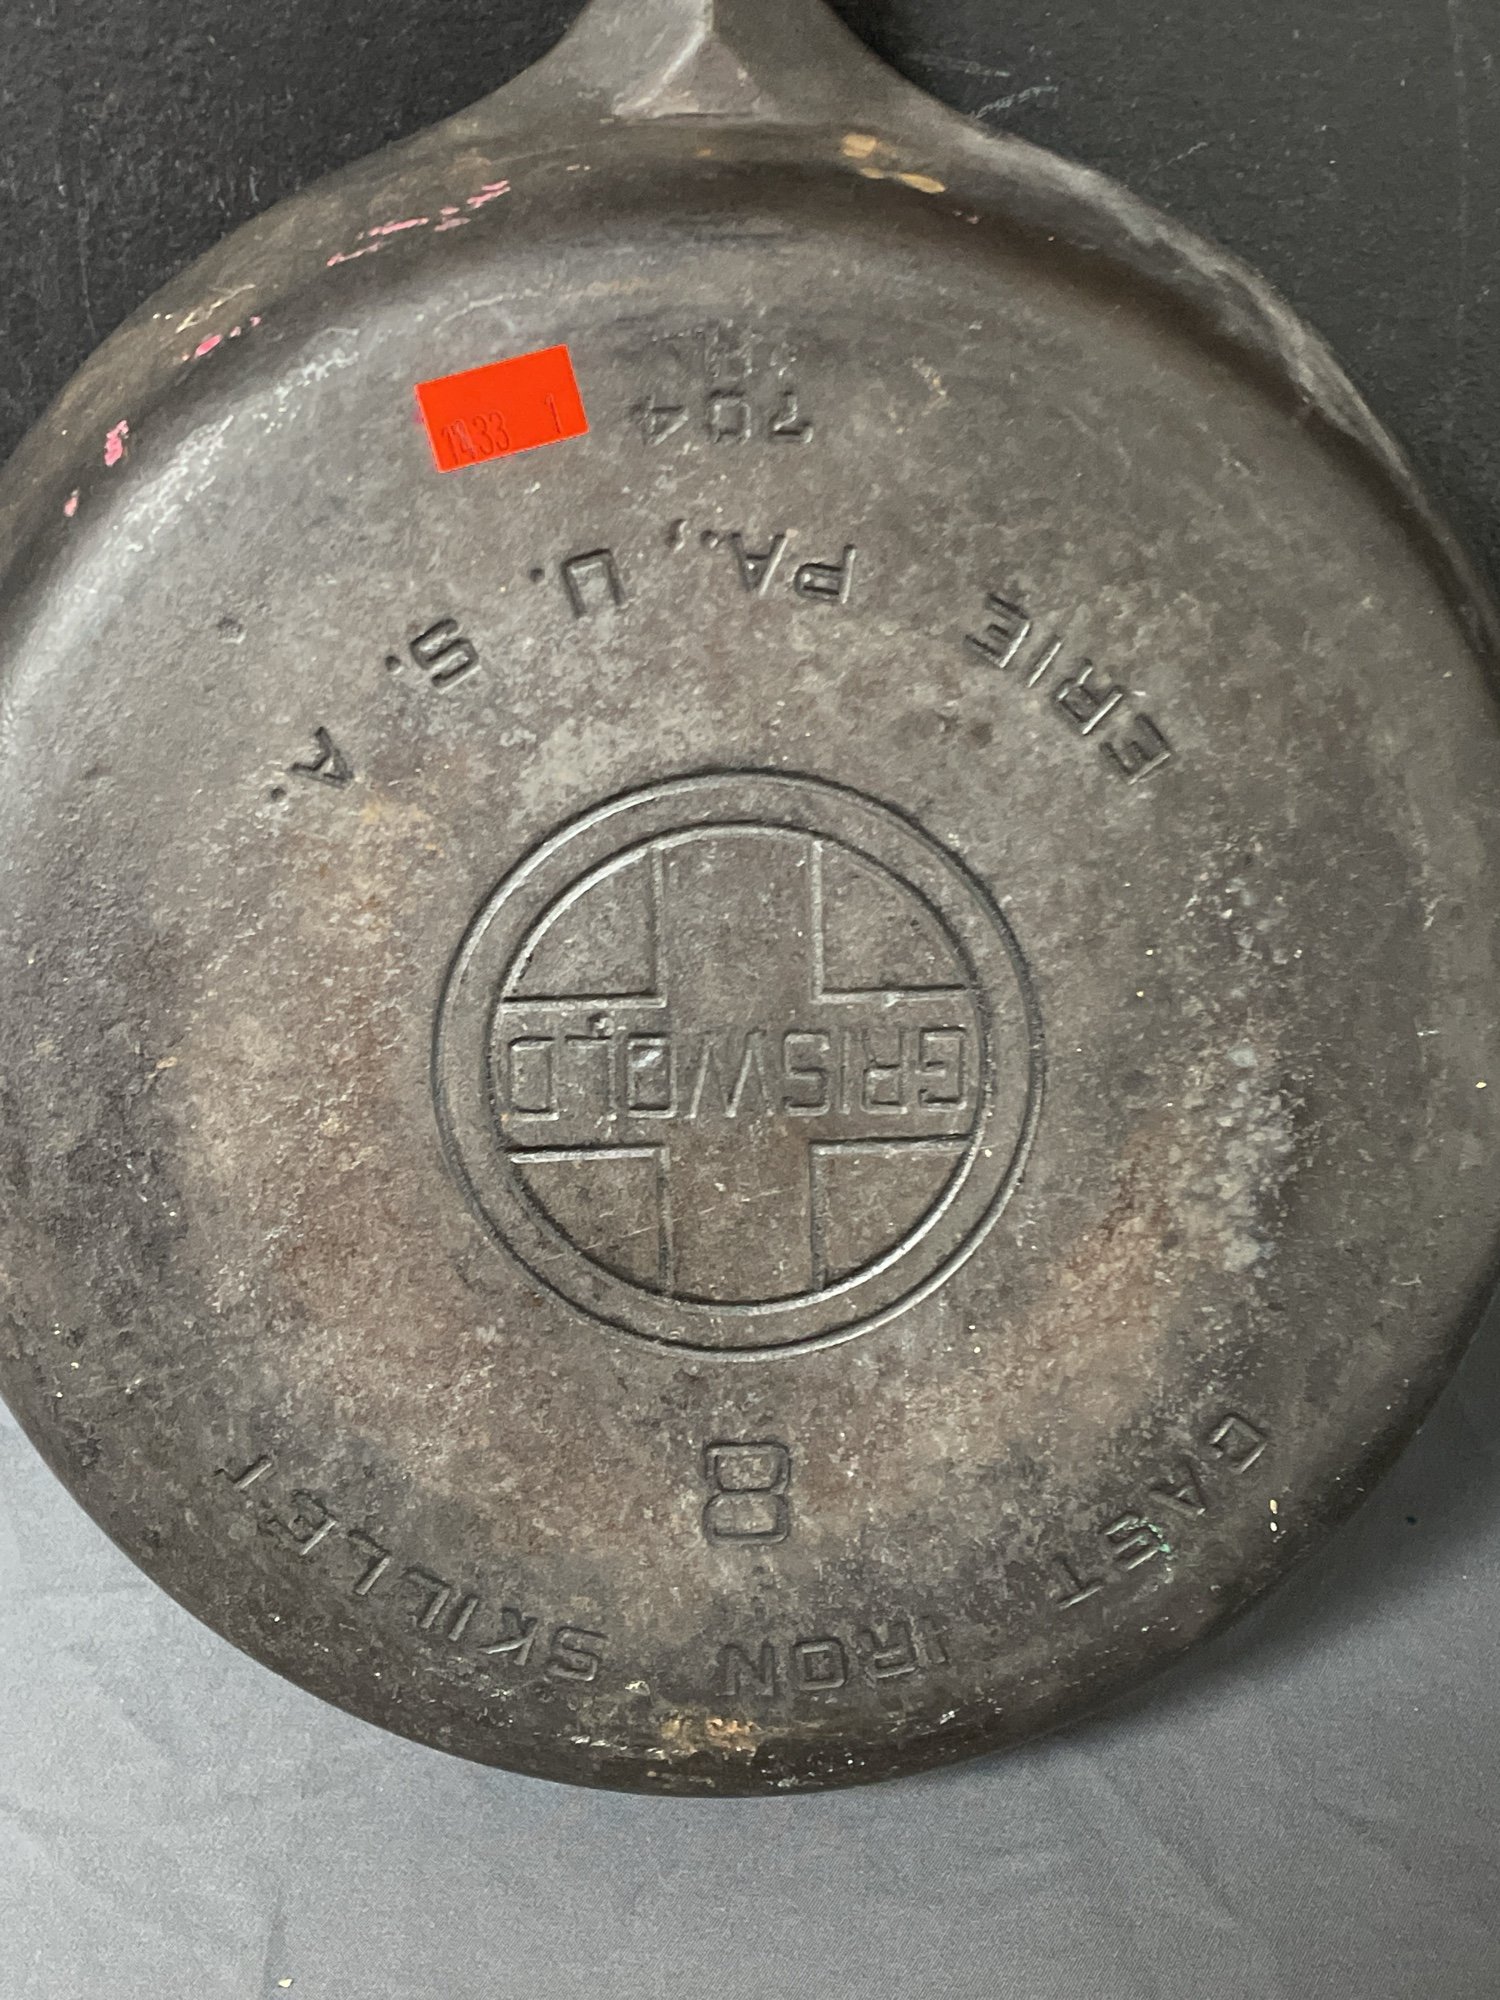 CAST IRON SKILLET
8
GRISWOLD
ERIE PA., U. S. A.
704
1433 1